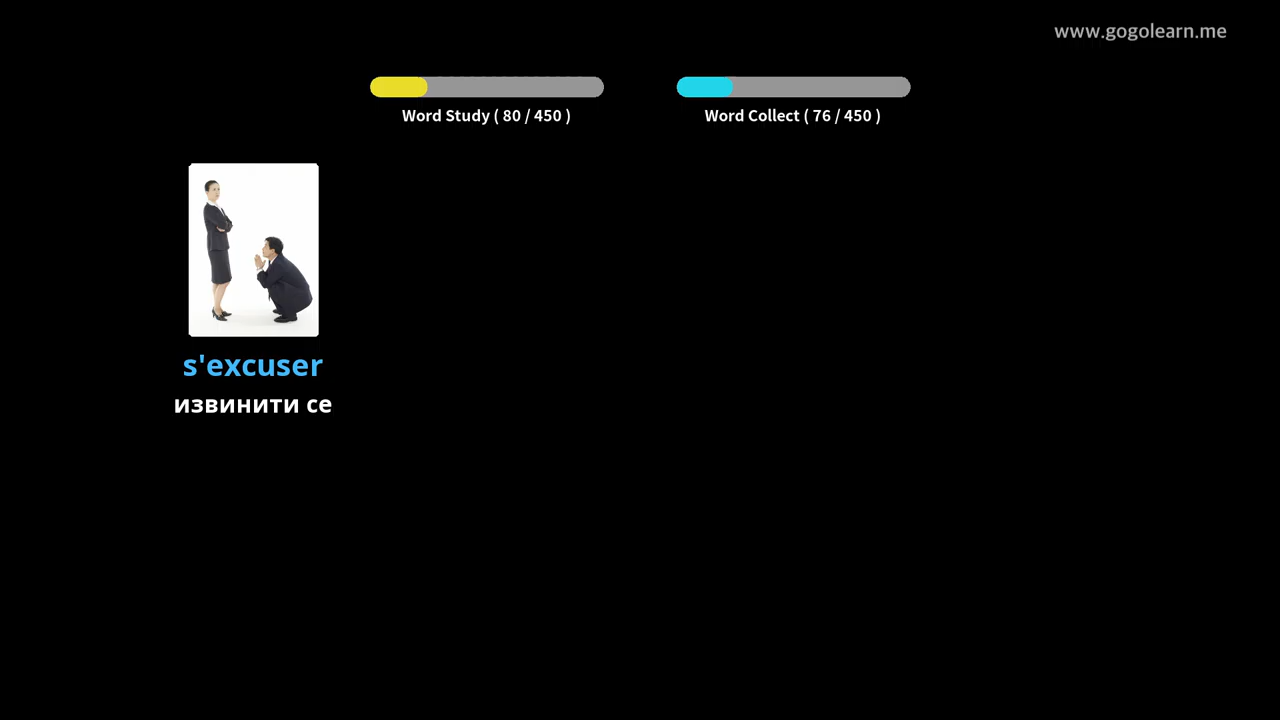 www.gogolearn.me
Word Study ( 80 / 450 )
Word Collect ( 76 / 450 )
s'excuser
извинити се